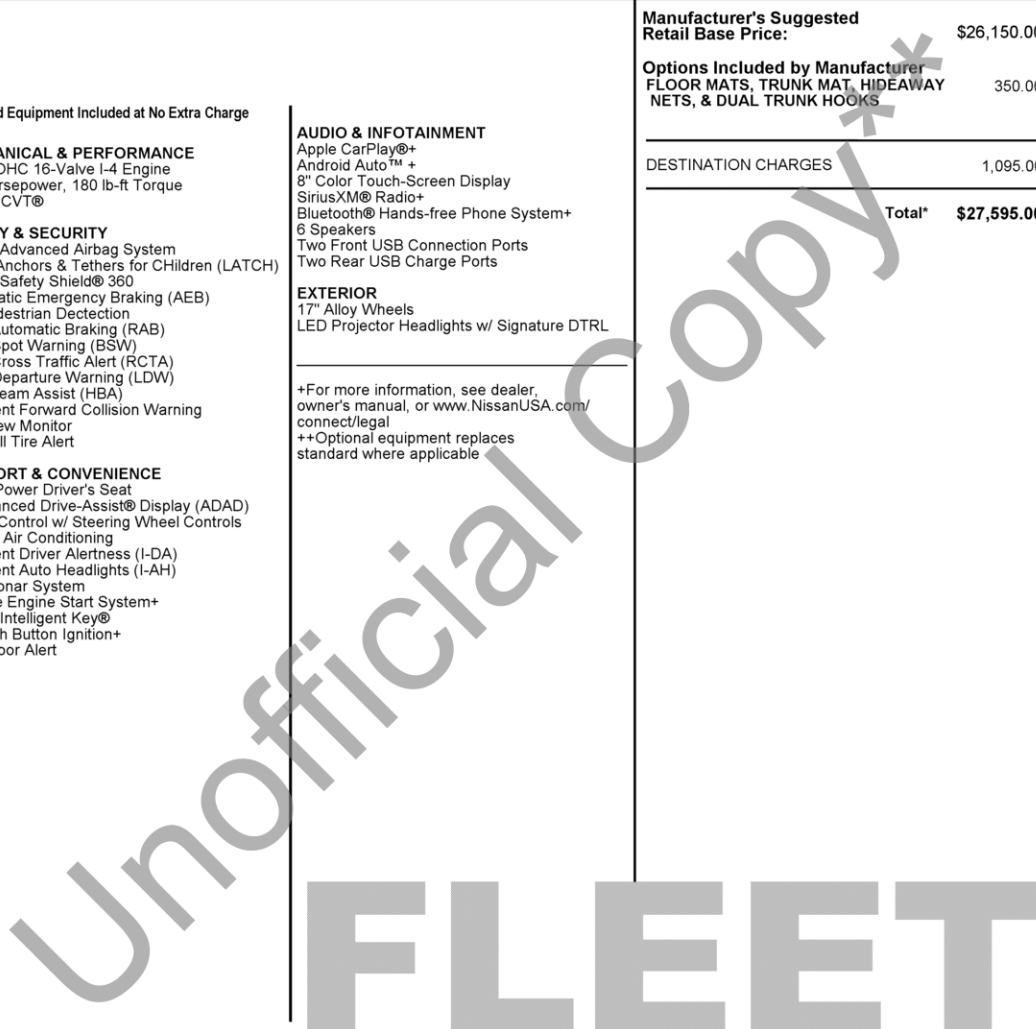 d Equipment Included at No Extra Charge
ANICAL & PERFORMANCE
OHC 16-Valve I-4 Engine
rsepower, 180 lb-ft Torque
CVT®
Y & SECURITY
Advanced Airbag System
Anchors & Tethers for CHildren (LATCH)
Safety Shield® 360
atic Emergency Braking (AEB)
destrian Dectection
utomatic Braking (RAB)
pot Warning (BSW)
ross Traffic Alert (RCTA)
Departure Warning (LDW)
eam Assist (HBA)
ent Forward Collision Warning
ew Monitor
ll Tire Alert
ORT & CONVENIENCE
Power Driver's Seat
nced Drive-Assist® Display (ADAD)
Control w/ Steering Wheel Controls
Air Conditioning
ent Driver Alertness (I-DA)
ent Auto Headlights (I-AH)
onar System
e Engine Start System+
Intelligent Key®
h Button Ignition+
oor Alert
AUDIO & INFOTAINMENT
Apple CarPlay®+
Android Auto™ +
8" Color Touch-Screen Display
SiriusXM® Radio+
Bluetooth® Hands-free Phone System+
6 Speakers
Two Front USB Connection Ports
Two Rear USB Charge Ports
EXTERIOR
17" Alloy Wheels
LED Projector Headlights w/ Signature DTRL
+For more information, see dealer,
owner's manual, or www.NissanUSA.com/
connect/legal
++Optional equipment replaces
standard where applicable
Manufacturer's Suggested
Retail Base Price: $26,150.00
Options Included by Manufacturer
FLOOR MATS, TRUNK MAT, HIDEAWAY 350.00
NETS, & DUAL TRUNK HOOKS
DESTINATION CHARGES 1,095.00
Total* $27,595.00
Unofficial Copy**
FLEET